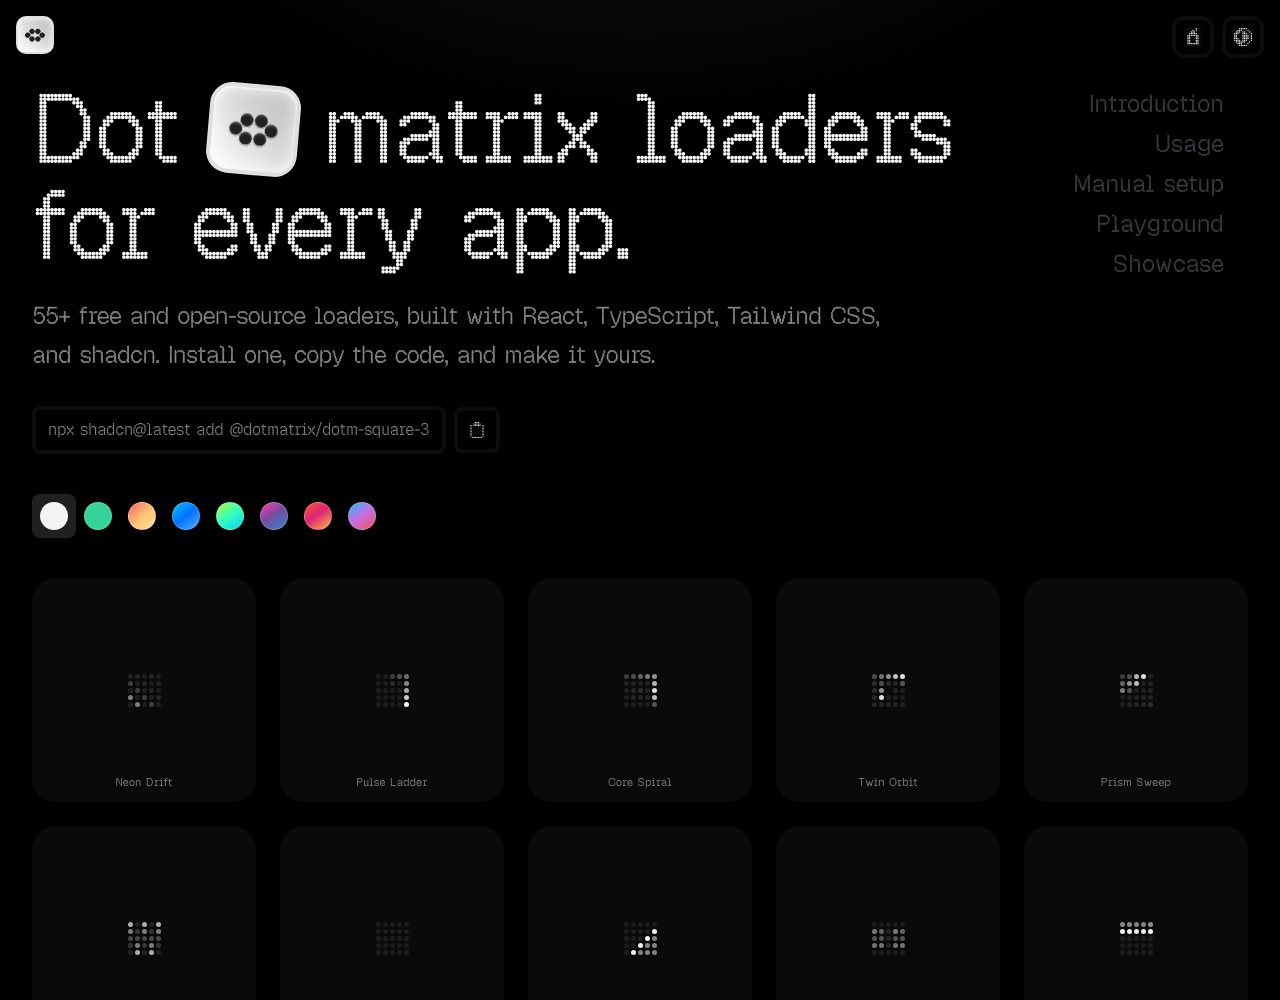 Dot matrix loaders
for every app.
Introduction
Usage
Manual setup
Playground
Showcase
55+ free and open-source loaders, built with React, TypeScript, Tailwind CSS,
and shadcn. Install one, copy the code, and make it yours.
npx shadcn@latest add @dotmatrix/dotm-square-3
Neon Drift
Pulse Ladder
Core Spiral
Twin Orbit
Prism Sweep